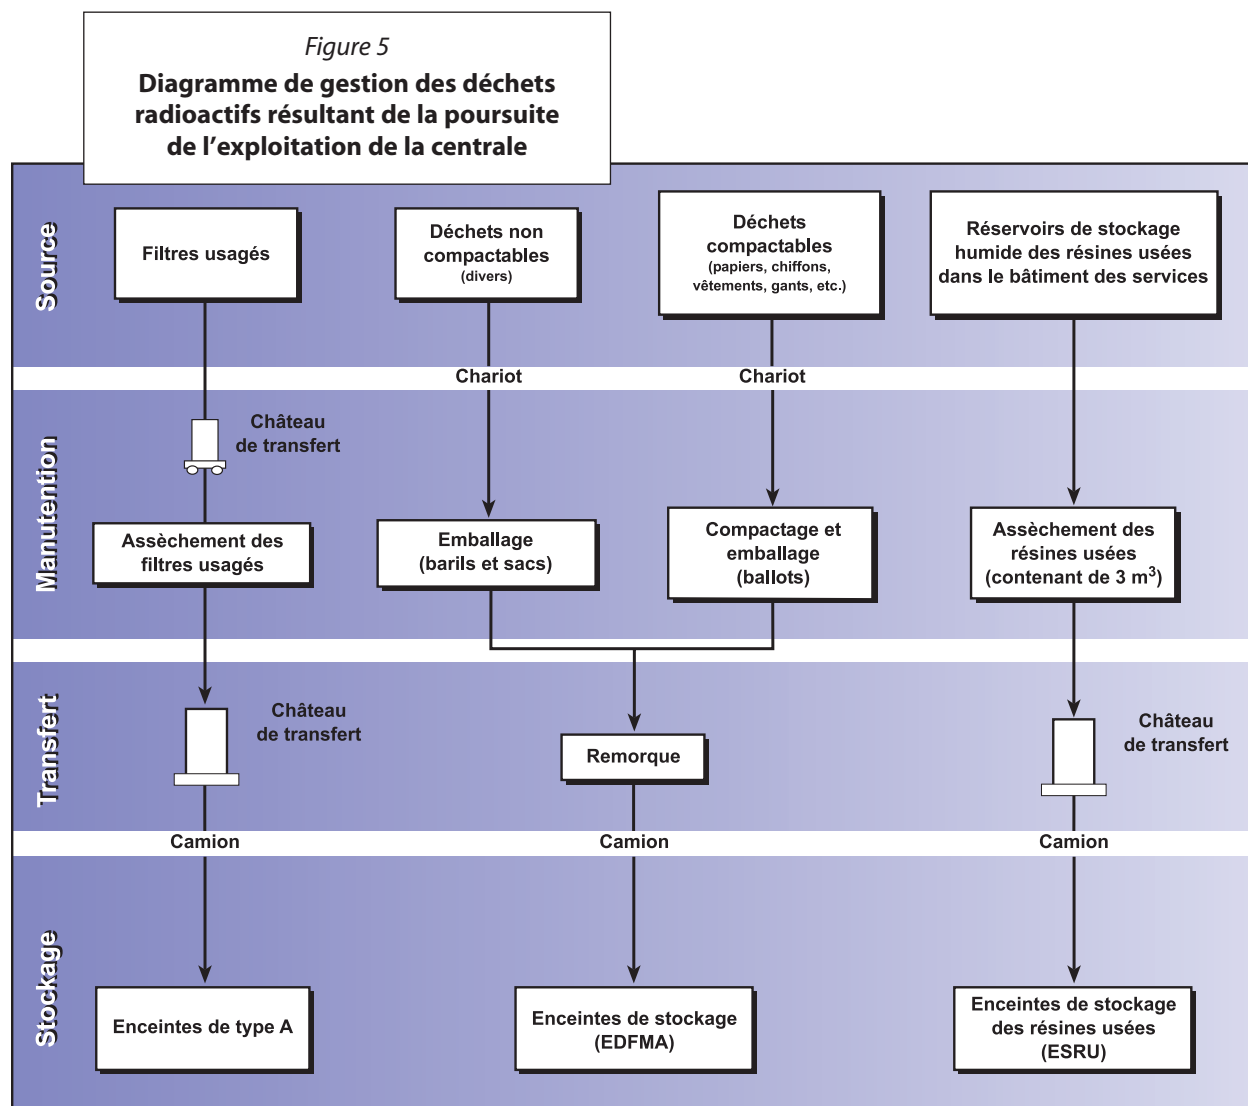 Figure 5
Diagramme de gestion des déchets
radioactifs résultant de la poursuite
de l'exploitation de la centrale
Source
Filtres usagés
Déchets non
compactables
(divers)
Déchets
compactables
(papiers, chiffons,
vêtements, gants, etc.)
Réservoirs de stockage
humide des résines usées
dans le bâtiment des services
Chariot
Chariot
Manutention
Château
de transfert
Assèchement des
filtres usagés
Emballage
(barils et sacs)
Compactage et
emballage
(ballots)
Assèchement des
résines usées
(contenant de 3 m³)
Transfert
Château
de transfert
Remorque
Château
de transfert
Camion
Camion
Camion
Stockage
Enceintes de type A
Enceintes de stockage
(EDFMA)
Enceintes de stockage
des résines usées
(ESRU)